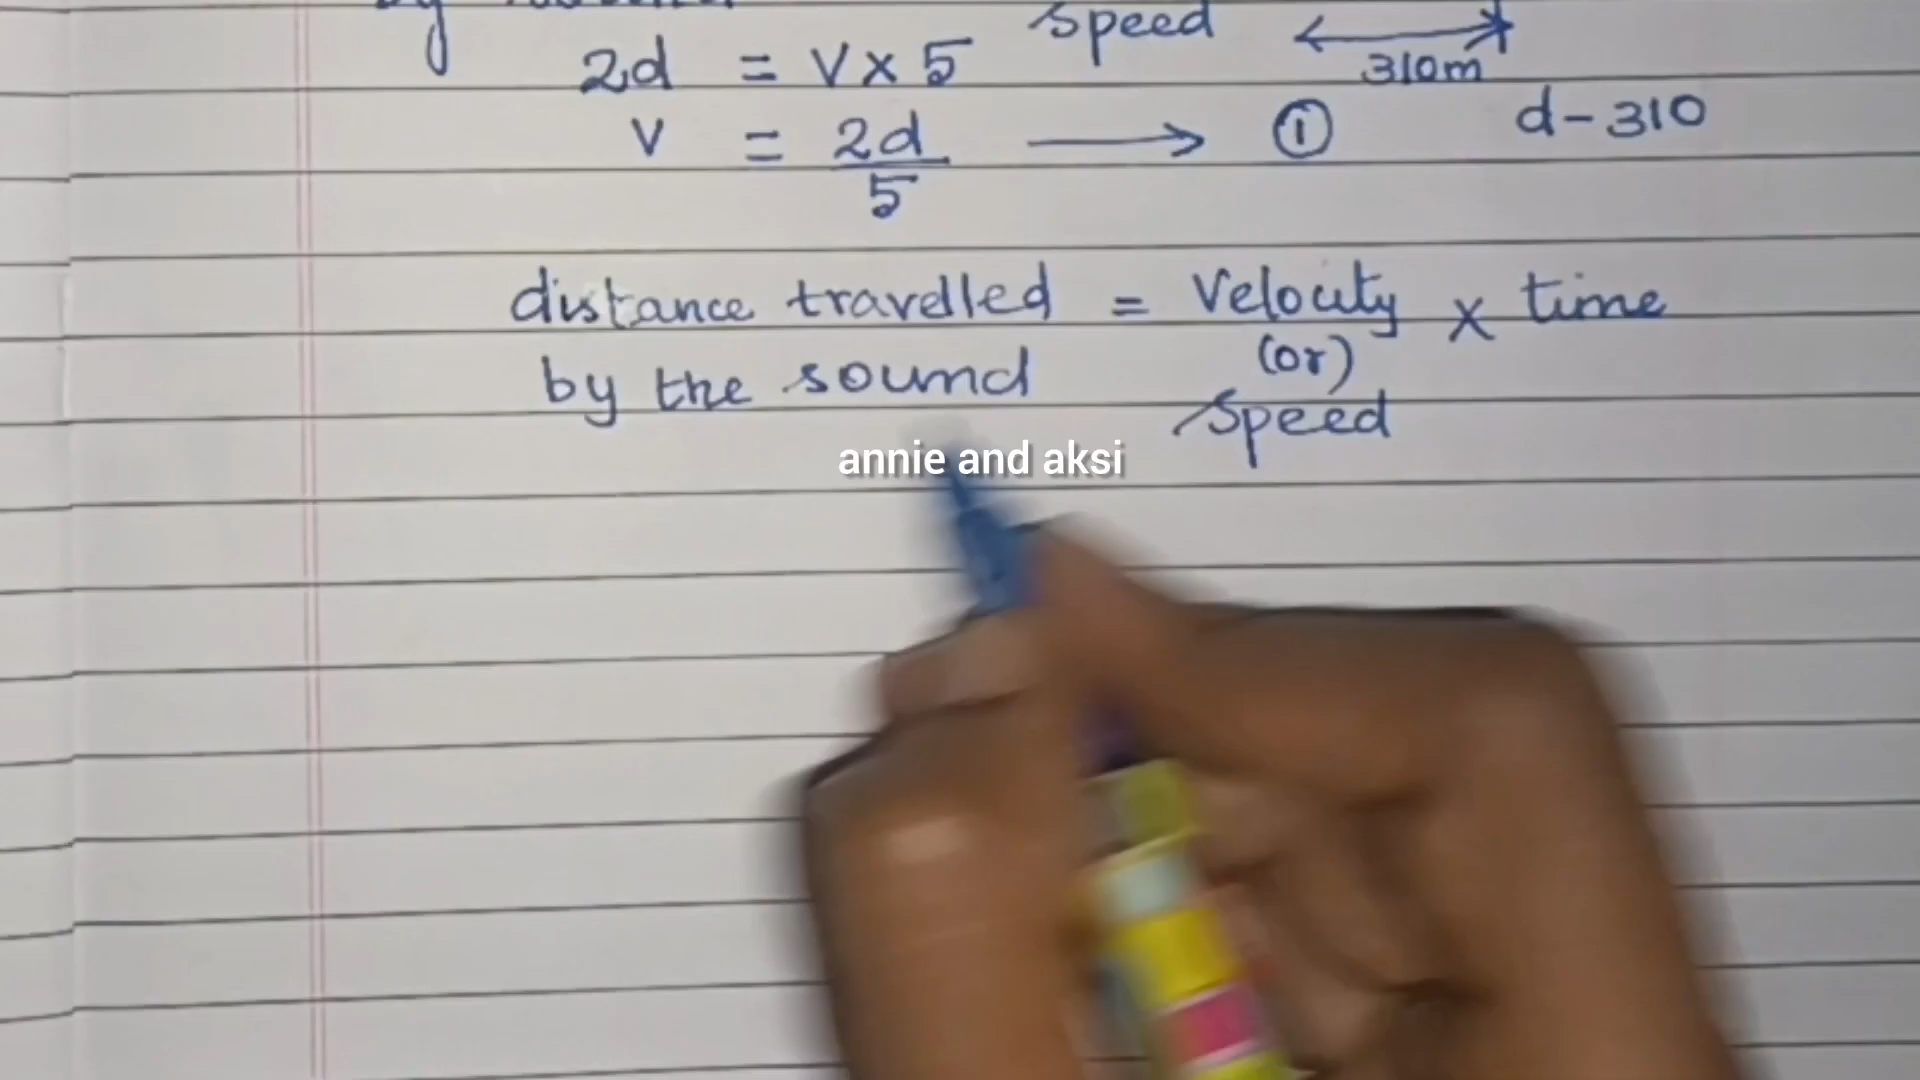 by speed
2d = V x 5 310m
V = 2d/5 → ① d-310
distance travelled = Velocity x time
by the sound (or)
speed
annie and aksi